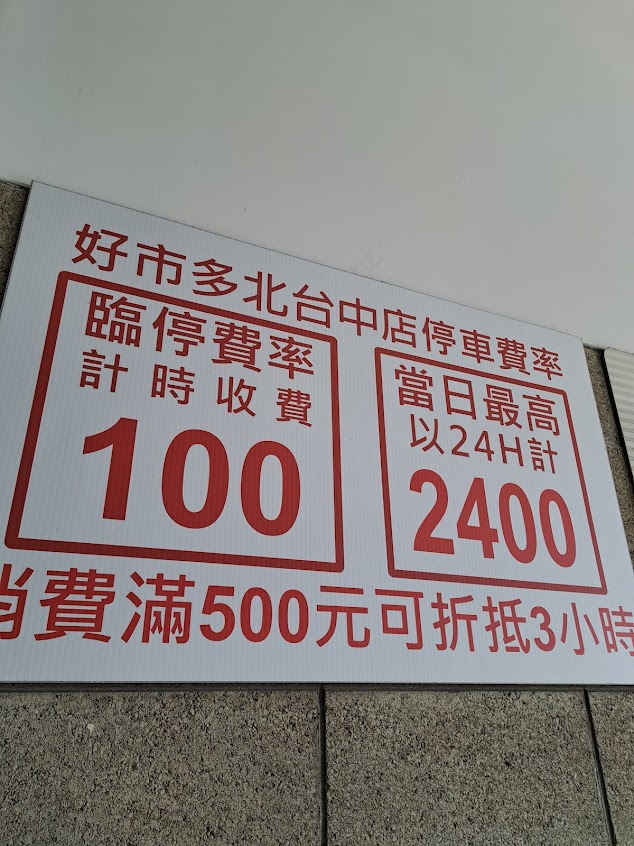 好市多北台中店停車費率
臨停費率
計時收費
100
當日最高
以24H計
2400
消費滿500元可折抵3小時